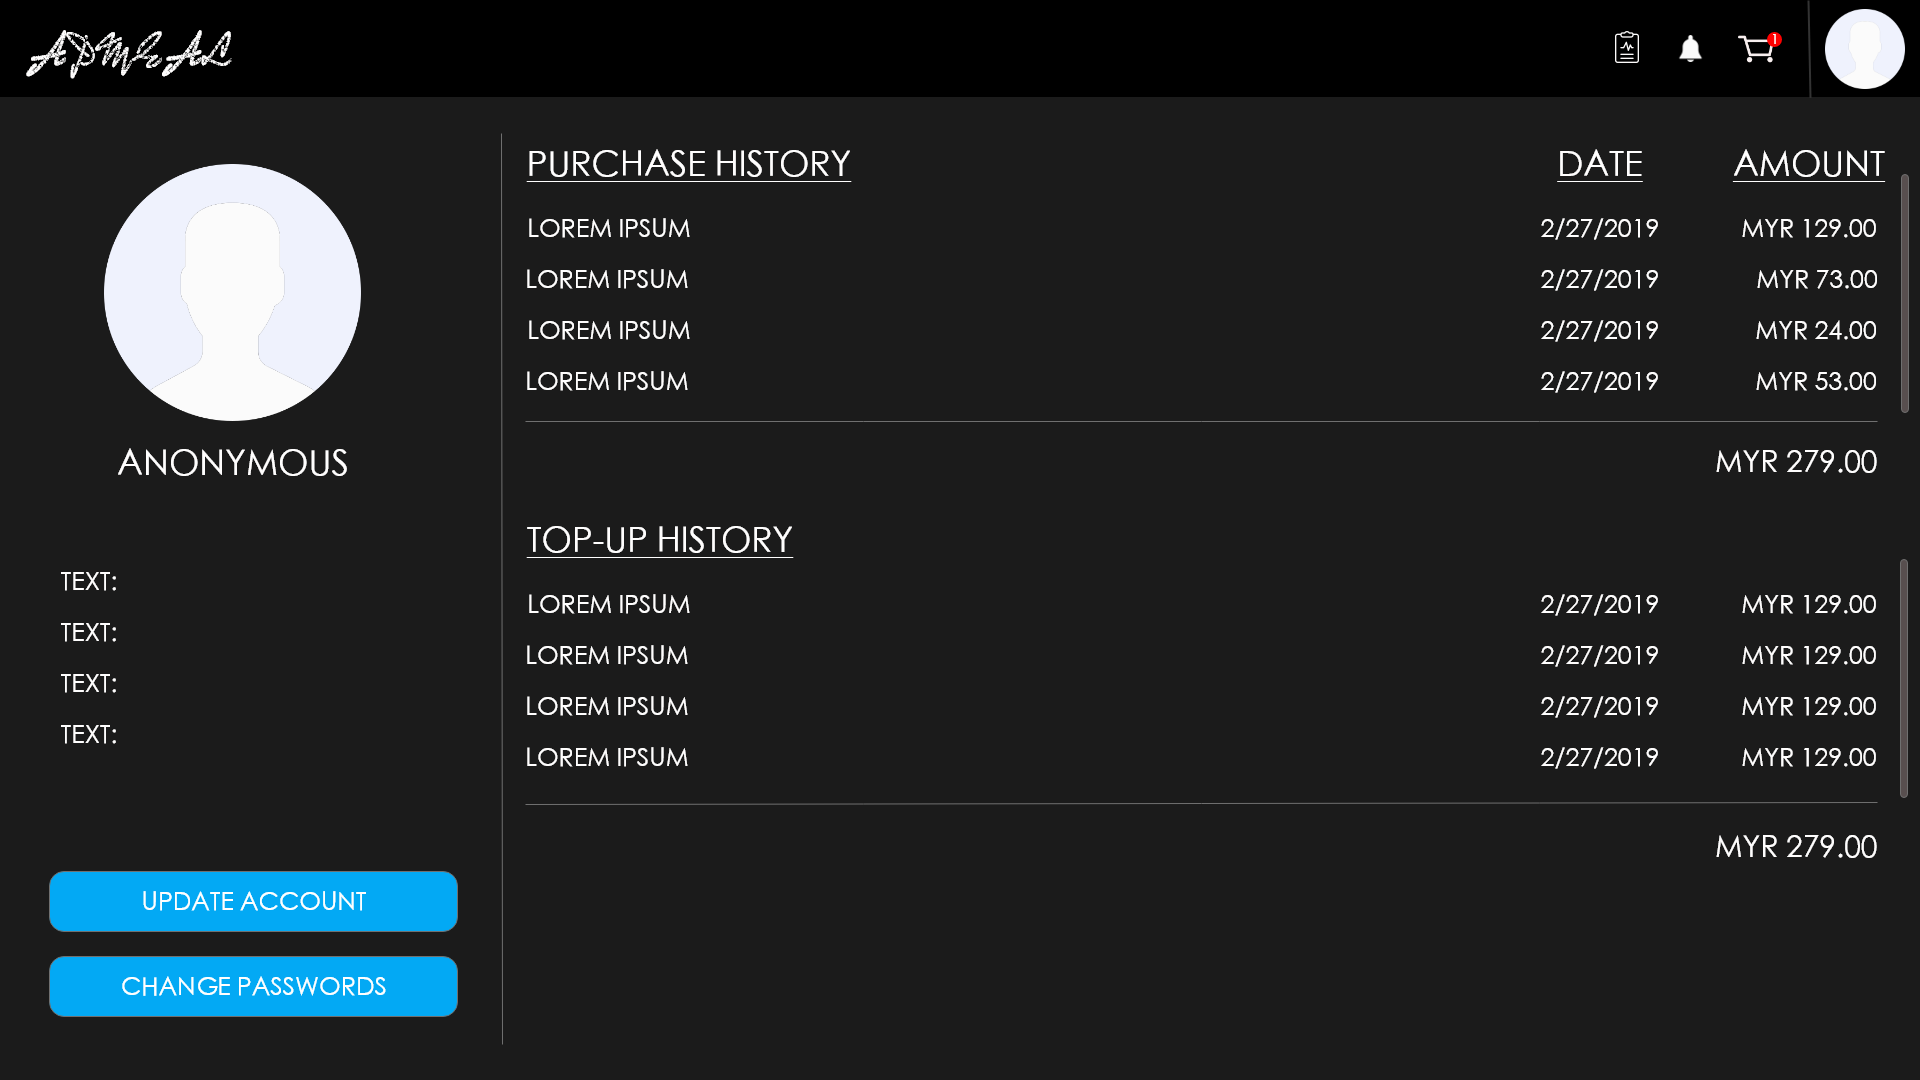 APMEAL
1
PURCHASE HISTORY DATE AMOUNT
LOREM IPSUM 2/27/2019 MYR 129.00
LOREM IPSUM 2/27/2019 MYR 73.00
LOREM IPSUM 2/27/2019 MYR 24.00
LOREM IPSUM 2/27/2019 MYR 53.00
MYR 279.00
TOP-UP HISTORY
LOREM IPSUM 2/27/2019 MYR 129.00
LOREM IPSUM 2/27/2019 MYR 129.00
LOREM IPSUM 2/27/2019 MYR 129.00
LOREM IPSUM 2/27/2019 MYR 129.00
MYR 279.00
ANONYMOUS
TEXT:
TEXT:
TEXT:
TEXT:
UPDATE ACCOUNT
CHANGE PASSWORDS